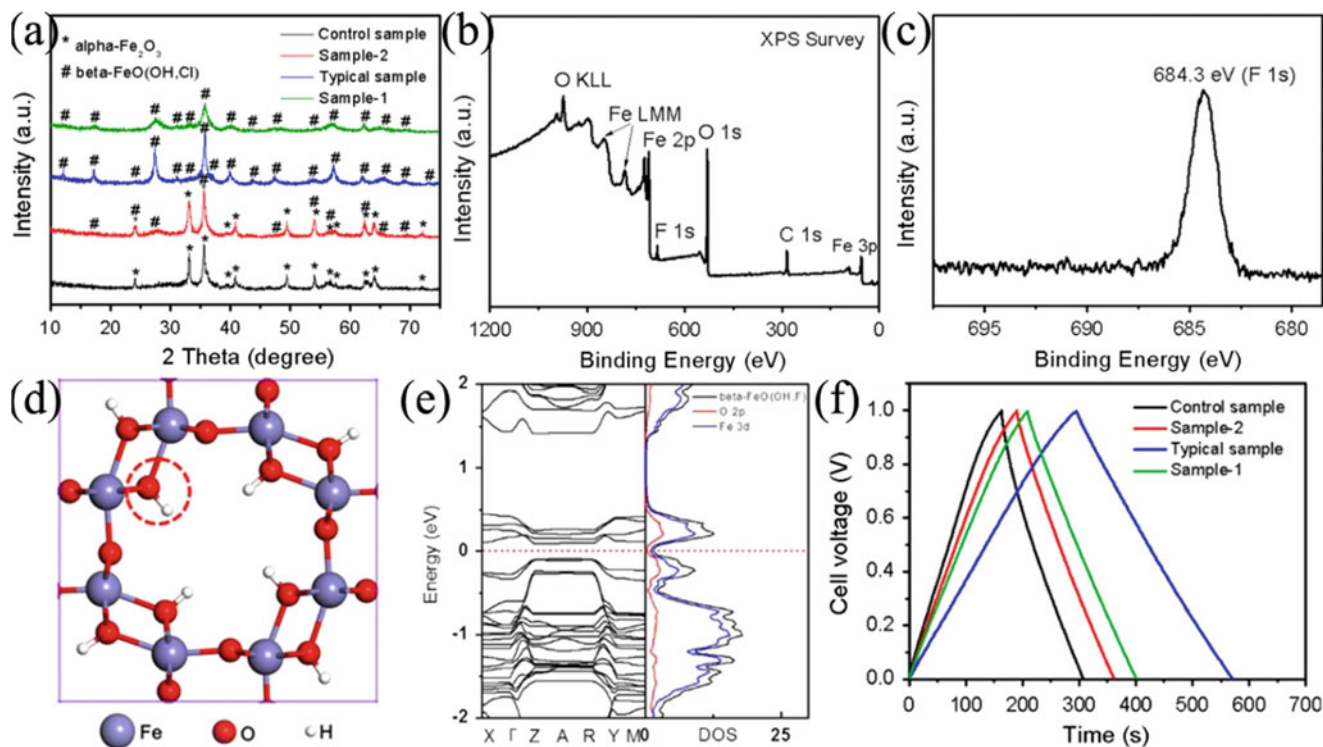 (a)
* alpha-Fe₂O₃
# beta-FeO(OH,Cl)
Control sample
Sample-2
Typical sample
Sample-1
Intensity (a.u.)
10 20 30 40 50 60 70
2 Theta (degree)
(b)
XPS Survey
O KLL
Fe LMM
Fe 2p
O 1s
F 1s
C 1s
Fe 3p
Intensity (a.u.)
1200 900 600 300 0
Binding Energy (eV)
(c)
684.3 eV (F 1s)
Intensity (a.u.)
695 690 685 680
Binding Energy (eV)
(d)
Fe O H
(e)
beta-FeO(OH,F)
O 2p
Fe 3d
Energy (eV)
2
1
0
-1
-2
X Γ Z A R Y M 0 DOS 25
(f)
Control sample
Sample-2
Typical sample
Sample-1
Cell voltage (V)
1.0
0.8
0.6
0.4
0.2
0.0
0 100 200 300 400 500 600 700
Time (s)